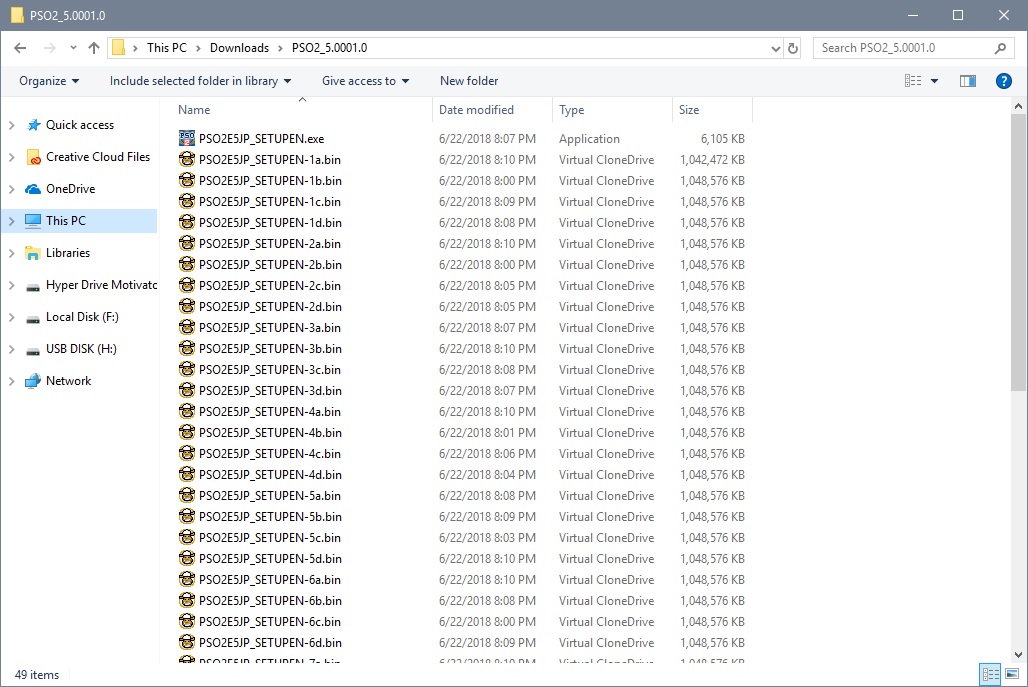 PSO2_5.0001.0
This PC > Downloads > PSO2_5.0001.0
Search PSO2_5.0001.0
Organize Include selected folder in library Give access to New folder
Quick access
Creative Cloud Files
OneDrive
This PC
Libraries
Hyper Drive Motivatc
Local Disk (F:)
USB DISK (H:)
Network
Name Date modified Type Size
PSO2E5JP_SETUPEN.exe 6/22/2018 8:07 PM Application 6,105 KB
PSO2E5JP_SETUPEN-1a.bin 6/22/2018 8:10 PM Virtual CloneDrive 1,042,472 KB
PSO2E5JP_SETUPEN-1b.bin 6/22/2018 8:00 PM Virtual CloneDrive 1,048,576 KB
PSO2E5JP_SETUPEN-1c.bin 6/22/2018 8:09 PM Virtual CloneDrive 1,048,576 KB
PSO2E5JP_SETUPEN-1d.bin 6/22/2018 8:08 PM Virtual CloneDrive 1,048,576 KB
PSO2E5JP_SETUPEN-2a.bin 6/22/2018 8:10 PM Virtual CloneDrive 1,048,576 KB
PSO2E5JP_SETUPEN-2b.bin 6/22/2018 8:00 PM Virtual CloneDrive 1,048,576 KB
PSO2E5JP_SETUPEN-2c.bin 6/22/2018 8:05 PM Virtual CloneDrive 1,048,576 KB
PSO2E5JP_SETUPEN-2d.bin 6/22/2018 8:05 PM Virtual CloneDrive 1,048,576 KB
PSO2E5JP_SETUPEN-3a.bin 6/22/2018 8:07 PM Virtual CloneDrive 1,048,576 KB
PSO2E5JP_SETUPEN-3b.bin 6/22/2018 8:10 PM Virtual CloneDrive 1,048,576 KB
PSO2E5JP_SETUPEN-3c.bin 6/22/2018 8:08 PM Virtual CloneDrive 1,048,576 KB
PSO2E5JP_SETUPEN-3d.bin 6/22/2018 8:07 PM Virtual CloneDrive 1,048,576 KB
PSO2E5JP_SETUPEN-4a.bin 6/22/2018 8:10 PM Virtual CloneDrive 1,048,576 KB
PSO2E5JP_SETUPEN-4b.bin 6/22/2018 8:01 PM Virtual CloneDrive 1,048,576 KB
PSO2E5JP_SETUPEN-4c.bin 6/22/2018 8:06 PM Virtual CloneDrive 1,048,576 KB
PSO2E5JP_SETUPEN-4d.bin 6/22/2018 8:04 PM Virtual CloneDrive 1,048,576 KB
PSO2E5JP_SETUPEN-5a.bin 6/22/2018 8:08 PM Virtual CloneDrive 1,048,576 KB
PSO2E5JP_SETUPEN-5b.bin 6/22/2018 8:09 PM Virtual CloneDrive 1,048,576 KB
PSO2E5JP_SETUPEN-5c.bin 6/22/2018 8:03 PM Virtual CloneDrive 1,048,576 KB
PSO2E5JP_SETUPEN-5d.bin 6/22/2018 8:10 PM Virtual CloneDrive 1,048,576 KB
PSO2E5JP_SETUPEN-6a.bin 6/22/2018 8:10 PM Virtual CloneDrive 1,048,576 KB
PSO2E5JP_SETUPEN-6b.bin 6/22/2018 8:08 PM Virtual CloneDrive 1,048,576 KB
PSO2E5JP_SETUPEN-6c.bin 6/22/2018 8:00 PM Virtual CloneDrive 1,048,576 KB
PSO2E5JP_SETUPEN-6d.bin 6/22/2018 8:09 PM Virtual CloneDrive 1,048,576 KB
49 items